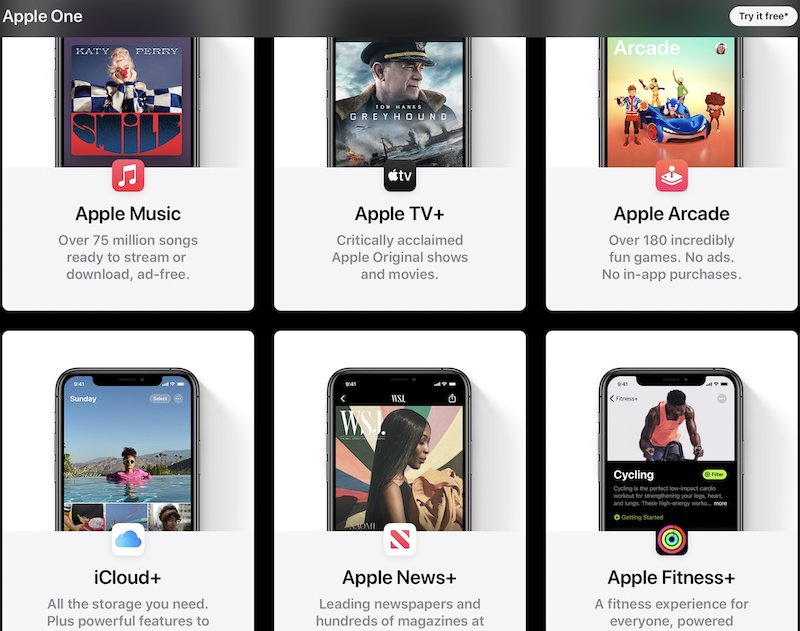 Apple One
Try it free*
KATY PERRY
SMILE
TOM HANKS
GREYHOUND
Arcade
tv
Apple Music
Over 75 million songs
ready to stream or
download, ad-free.
Apple TV+
Critically acclaimed
Apple Original shows
and movies.
Apple Arcade
Over 180 incredibly
fun games. No ads.
No in-app purchases.
9:41
Sunday
Select
iCloud+
All the storage you need.
Plus powerful features to
9:41
WSJ.
WSJ.
NAOMI
Apple News+
Leading newspapers and
hundreds of magazines at
9:41
Fitness+
Cycling
Filter
Cycling is the perfect low-impact cardio
workout for strengthening your legs, heart,
and lungs. These high-energy worko... more
Getting Started
Apple Fitness+
A fitness experience for
everyone, powered